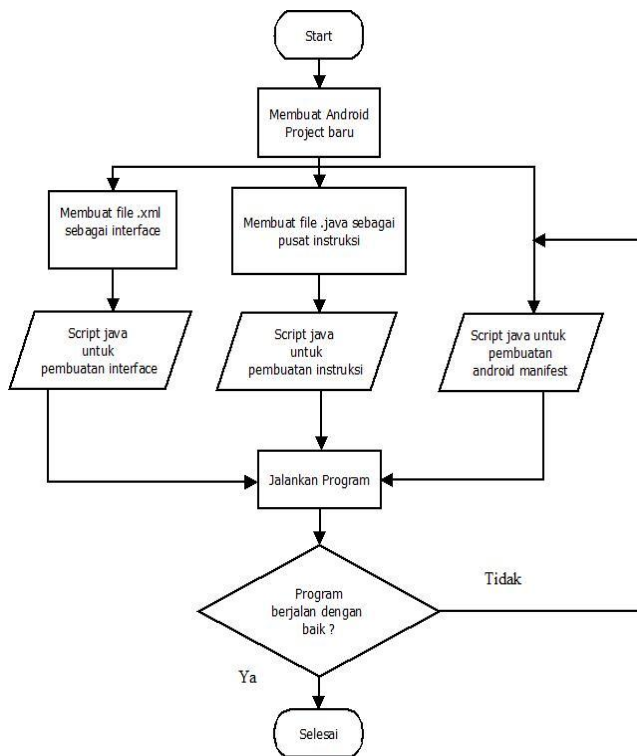 Start
Membuat Android
Project baru
Membuat file .xml
sebagai interface
Membuat file .java sebagai
pusat instruksi
Script java
untuk
pembuatan interface
Script java
untuk
pembuatan instruksi
Script java untuk
pembuatan
android manifest
Jalankan Program
Program
berjalan dengan
baik ?
Tidak
Ya
Selesai